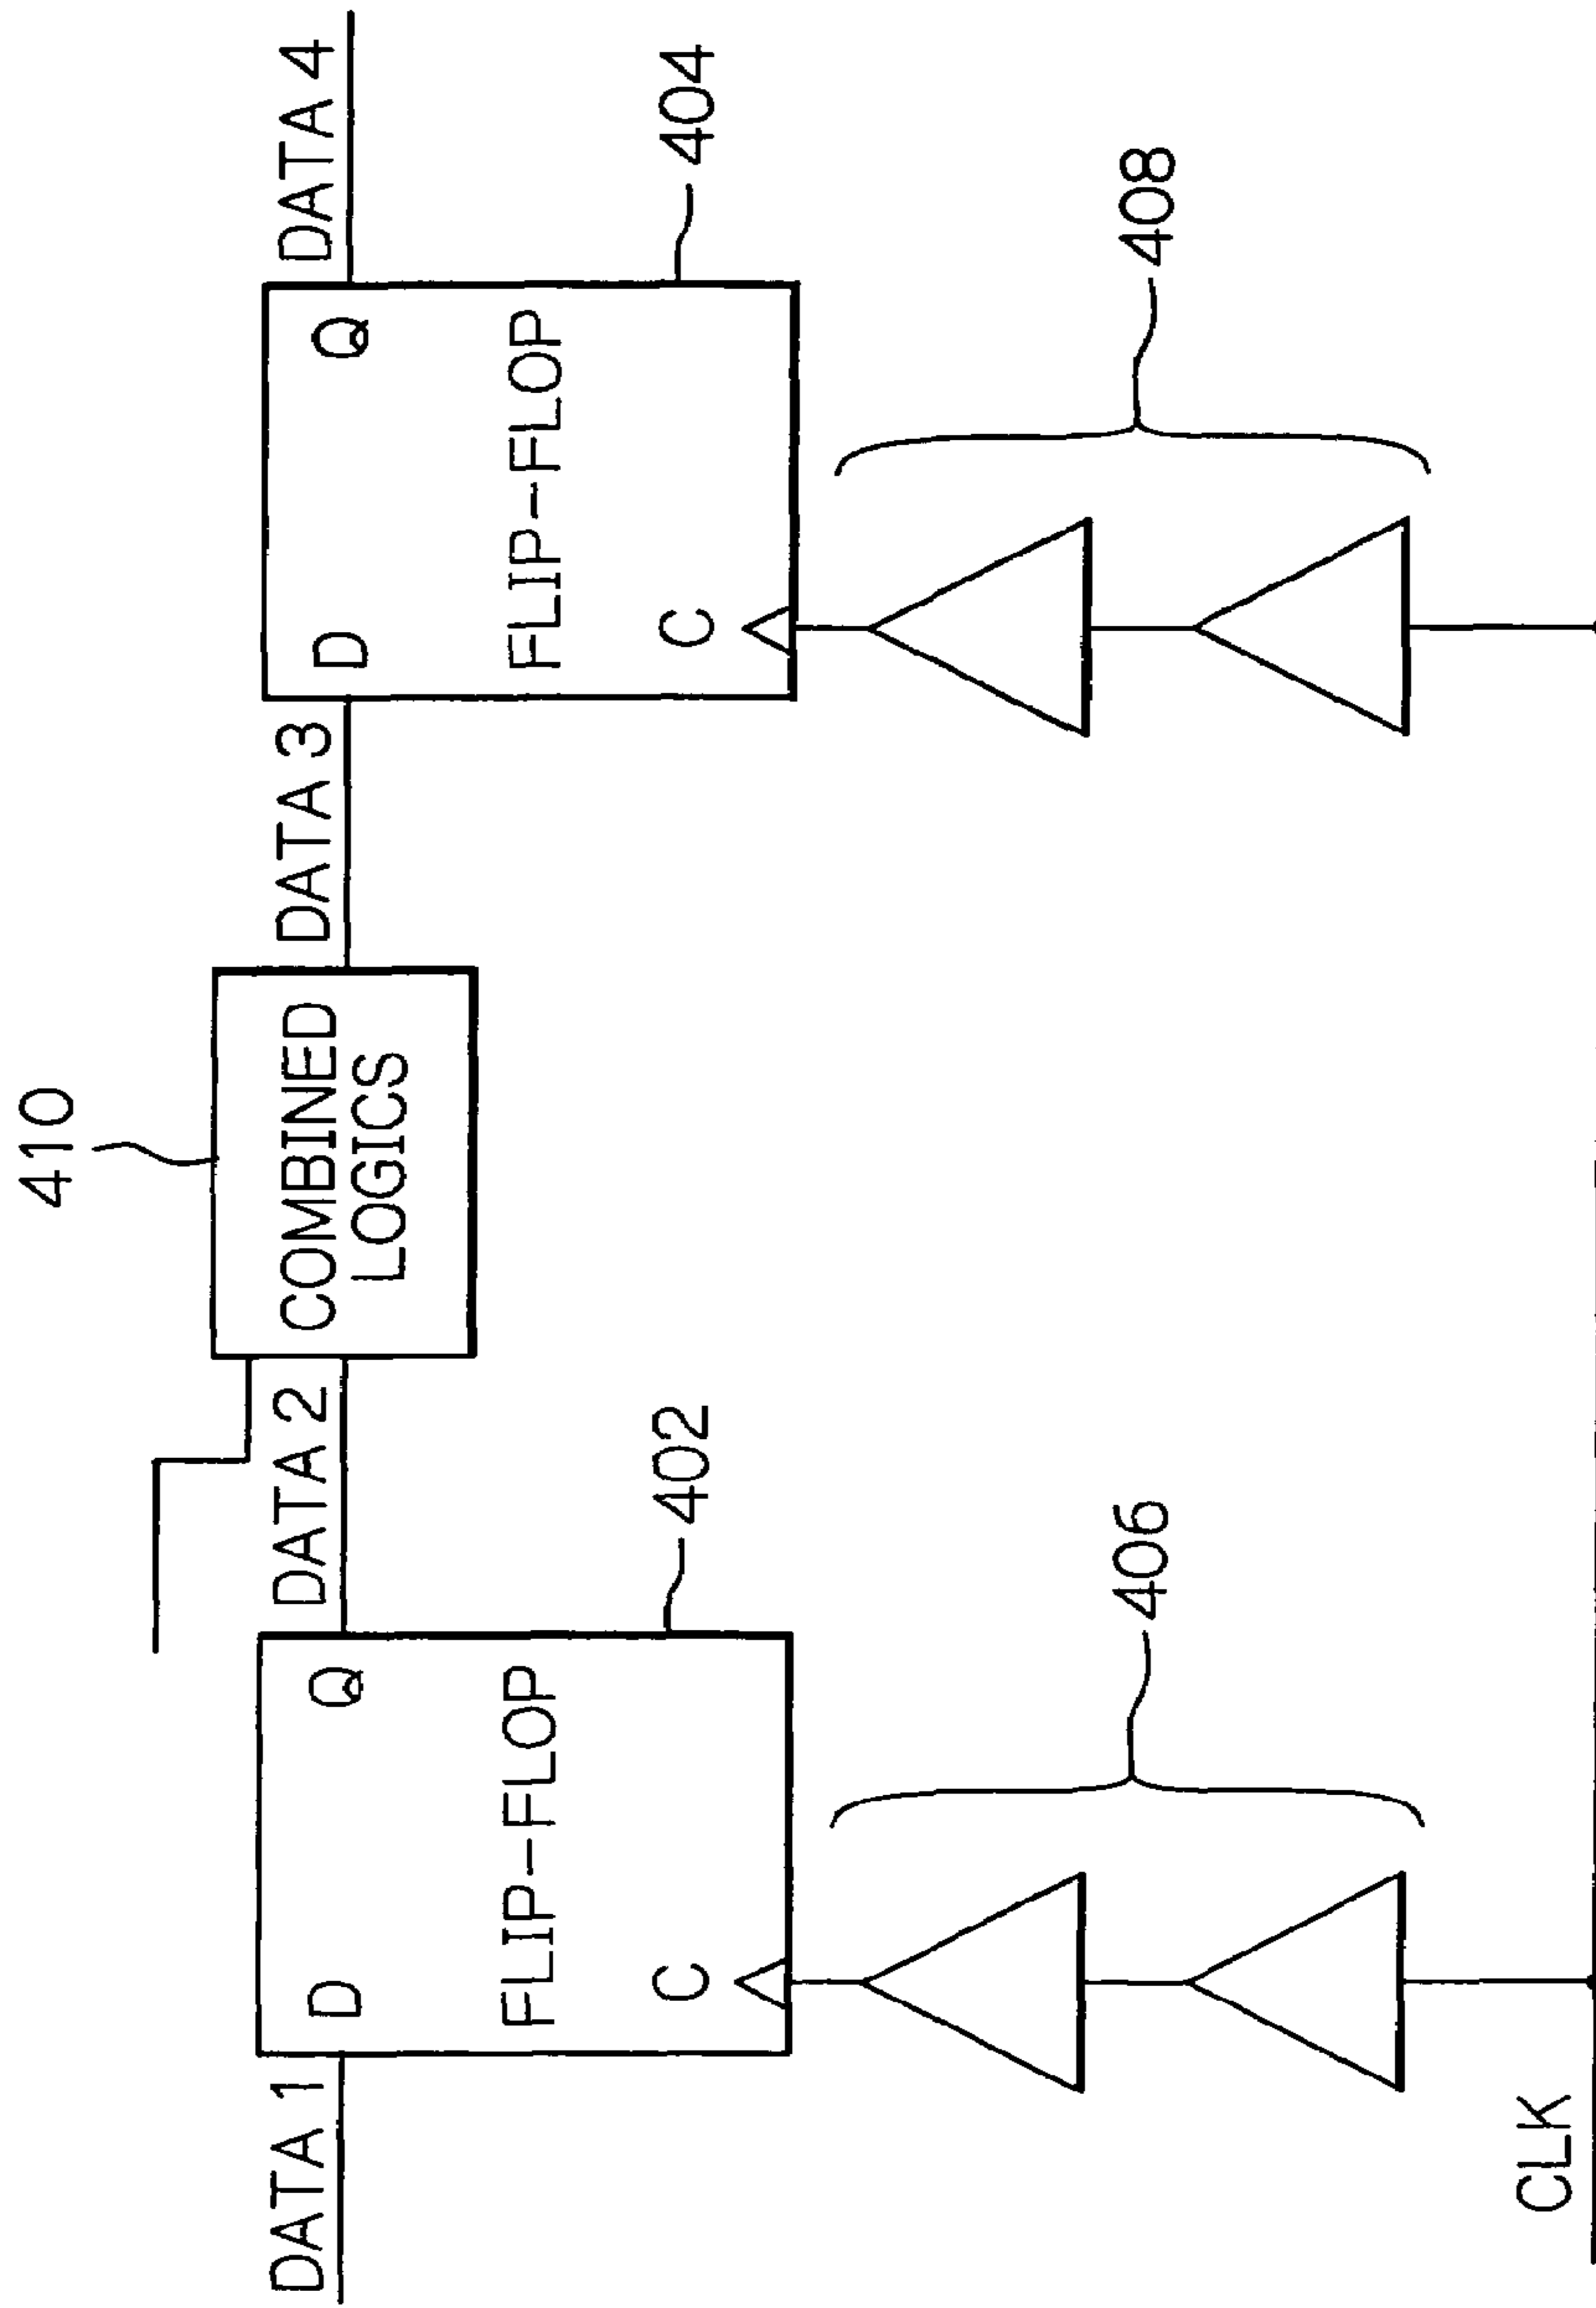 410
DATA 1
D
Q
FLIP-FLOP
C
402
DATA 2
COMBINED
LOGICS
DATA 3
D
Q
FLIP-FLOP
C
404
DATA 4
406
408
CLK